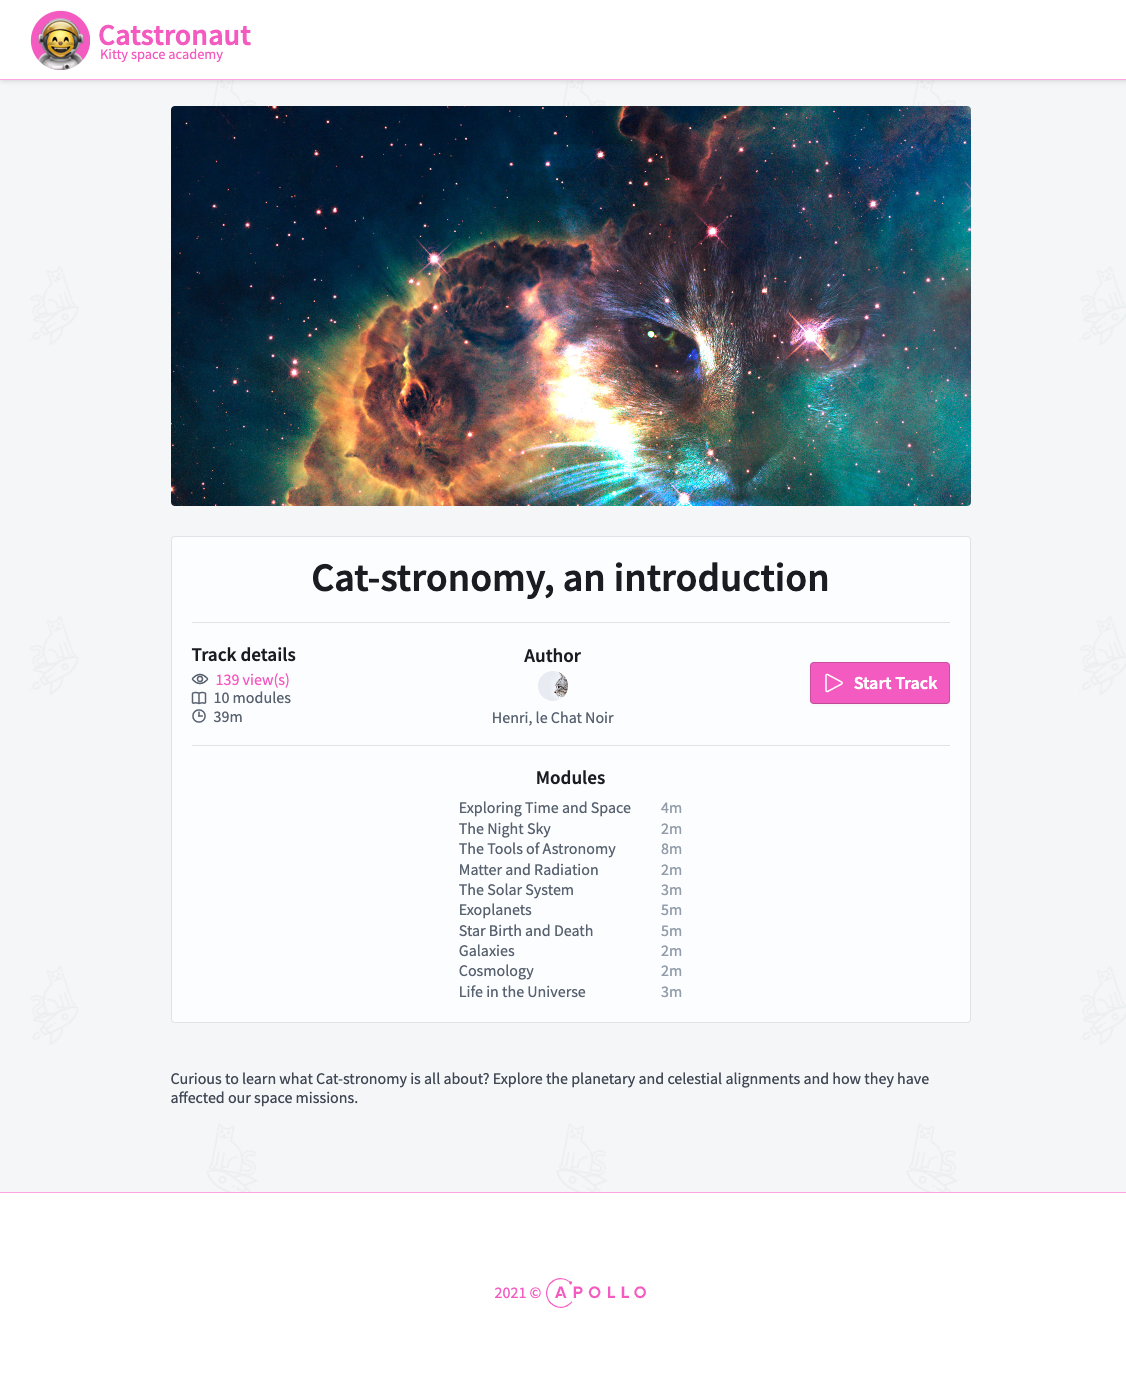 Catstronaut
Kitty space academy
Cat-stronomy, an introduction
Track details
139 view(s)
10 modules
39m
Author
Henri, le Chat Noir
Start Track
Modules
Exploring Time and Space 4m
The Night Sky 2m
The Tools of Astronomy 8m
Matter and Radiation 2m
The Solar System 3m
Exoplanets 5m
Star Birth and Death 5m
Galaxies 2m
Cosmology 2m
Life in the Universe 3m
Curious to learn what Cat-stronomy is all about? Explore the planetary and celestial alignments and how they have
affected our space missions.
2021 © APOLLO